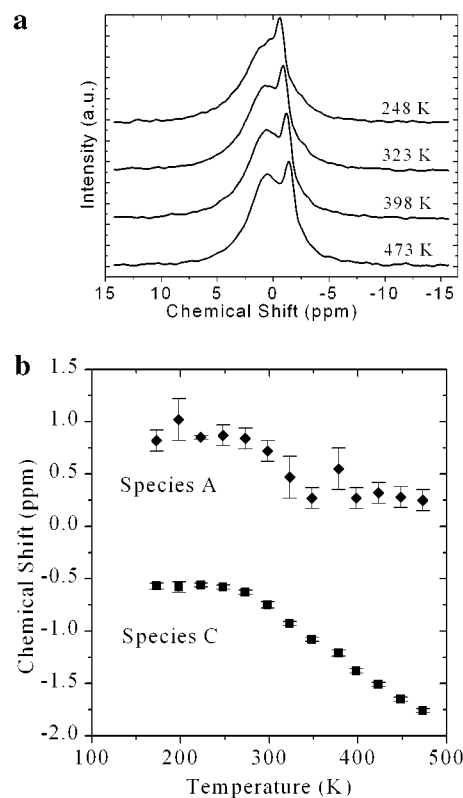 a
Intensity (a.u.)
248 K
323 K
398 K
473 K
15 10 5 0 -5 -10 -15
Chemical Shift (ppm)
b
Chemical Shift (ppm)
1.5
1.0
0.5
0.0
-0.5
-1.0
-1.5
-2.0
Species A
Species C
100 200 300 400 500
Temperature (K)